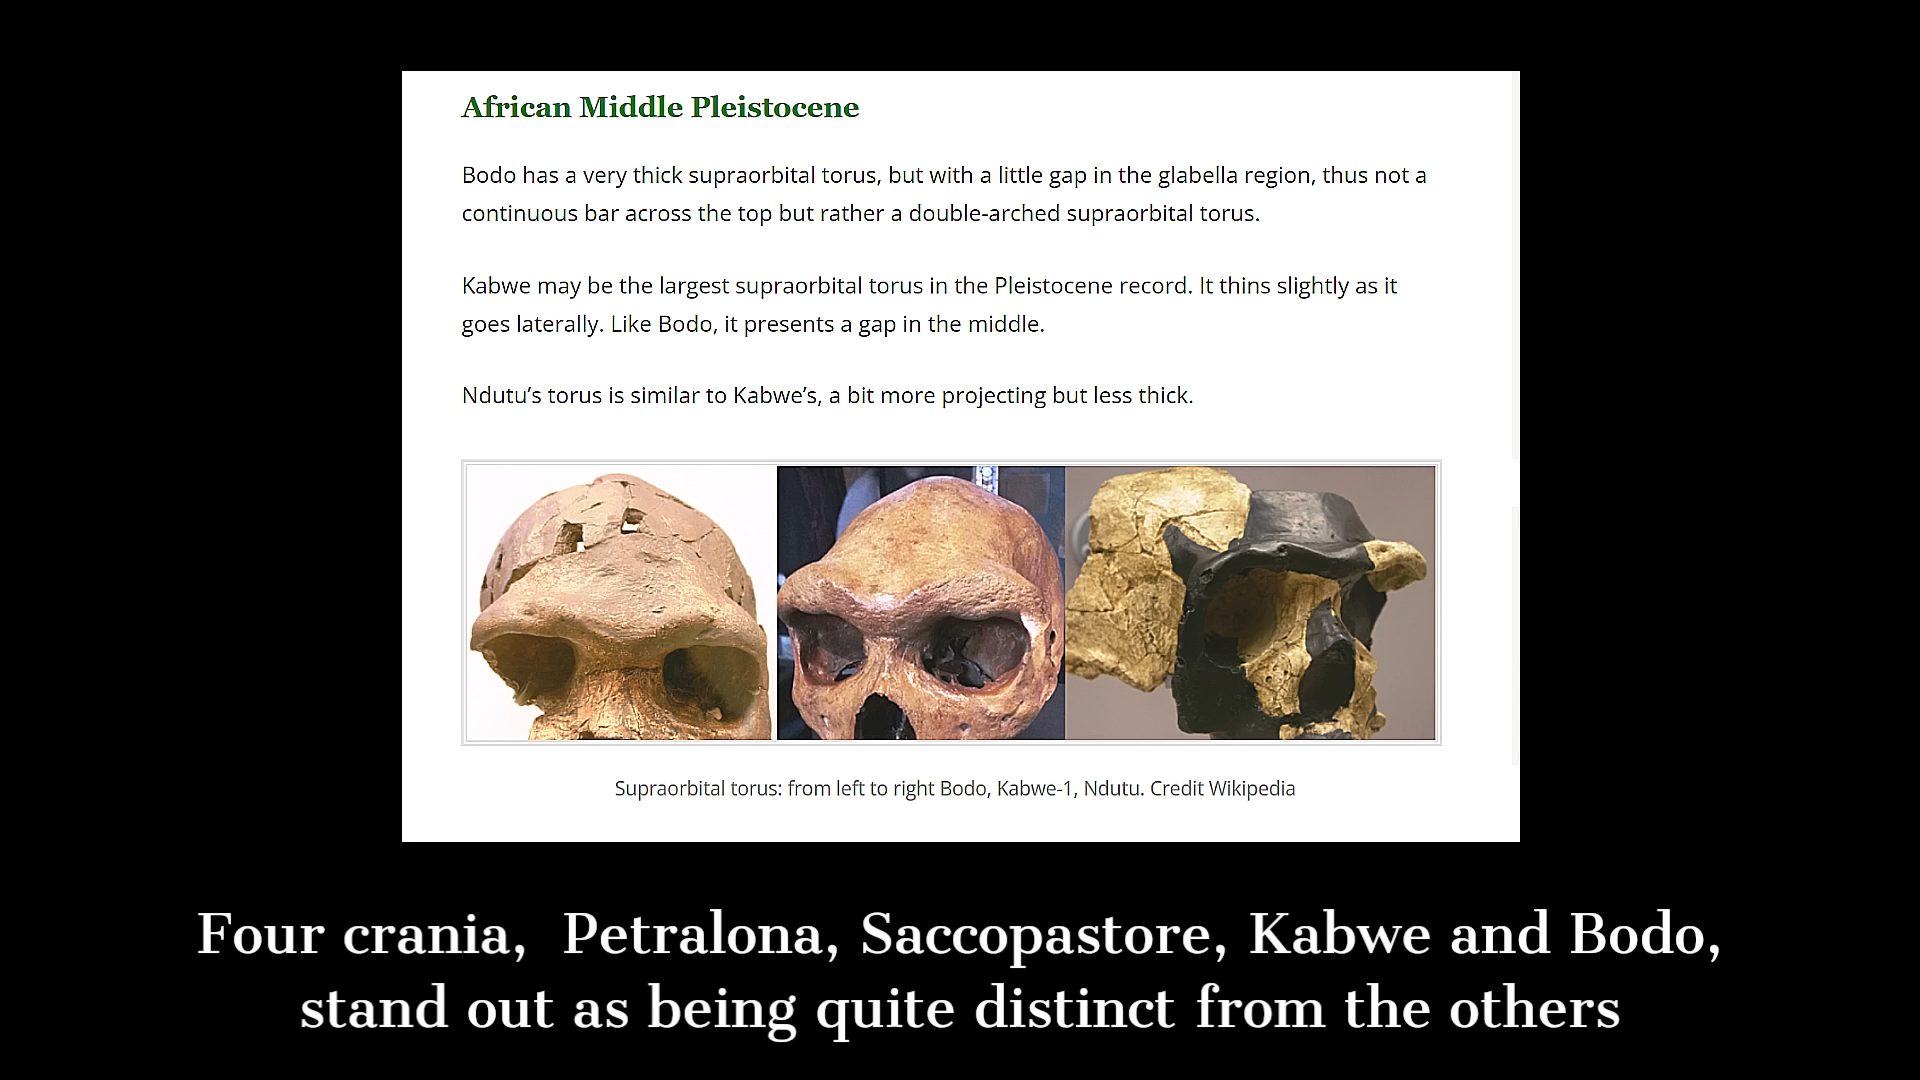 African Middle Pleistocene
Bodo has a very thick supraorbital torus, but with a little gap in the glabella region, thus not a
continuous bar across the top but rather a double-arched supraorbital torus.
Kabwe may be the largest supraorbital torus in the Pleistocene record. It thins slightly as it
goes laterally. Like Bodo, it presents a gap in the middle.
Ndutu’s torus is similar to Kabwe’s, a bit more projecting but less thick.
Supraorbital torus: from left to right Bodo, Kabwe-1, Ndutu. Credit Wikipedia
Four crania,  Petralona, Saccopastore, Kabwe and Bodo,
stand out as being quite distinct from the others